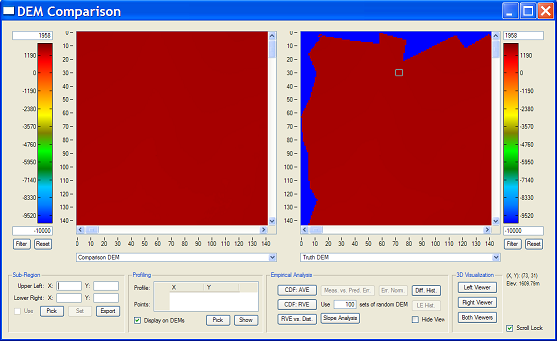 DEM Comparison
1958
1190
0
-1190
-2380
-3570
-4760
-5950
-7140
-8330
-9520
-10000
Filter Reset
0
10
20
30
40
50
60
70
80
90
100
110
120
130
140
0 10 20 30 40 50 60 70 80 90 100 110 120 130 140
Comparison DEM
0
10
20
30
40
50
60
70
80
90
100
110
120
130
140
0 10 20 30 40 50 60 70 80 90 100 110 120 130 140
Truth DEM
1958
1190
0
-1190
-2380
-3570
-4760
-5950
-7140
-8330
-9520
-10000
Filter Reset
Sub-Region
Upper Left: X: Y:
Lower Right: X: Y:
Use Pick Set Export
Profiling
Profile: X Y
Points:
Display on DEMs Pick Show
Empirical Analysis
CDF: AVE Meas. vs Pred. Err. Err. Norm. Diff. Hist.
CDF: RVE Use 100 sets of random DEM LE Hist.
RVE vs. Dist. Slope Analysis Hide View
3D Visualization
Left Viewer
Right Viewer
Both Viewers
(X, Y): (73, 31)
Elev: 1609.79m
Scroll Lock